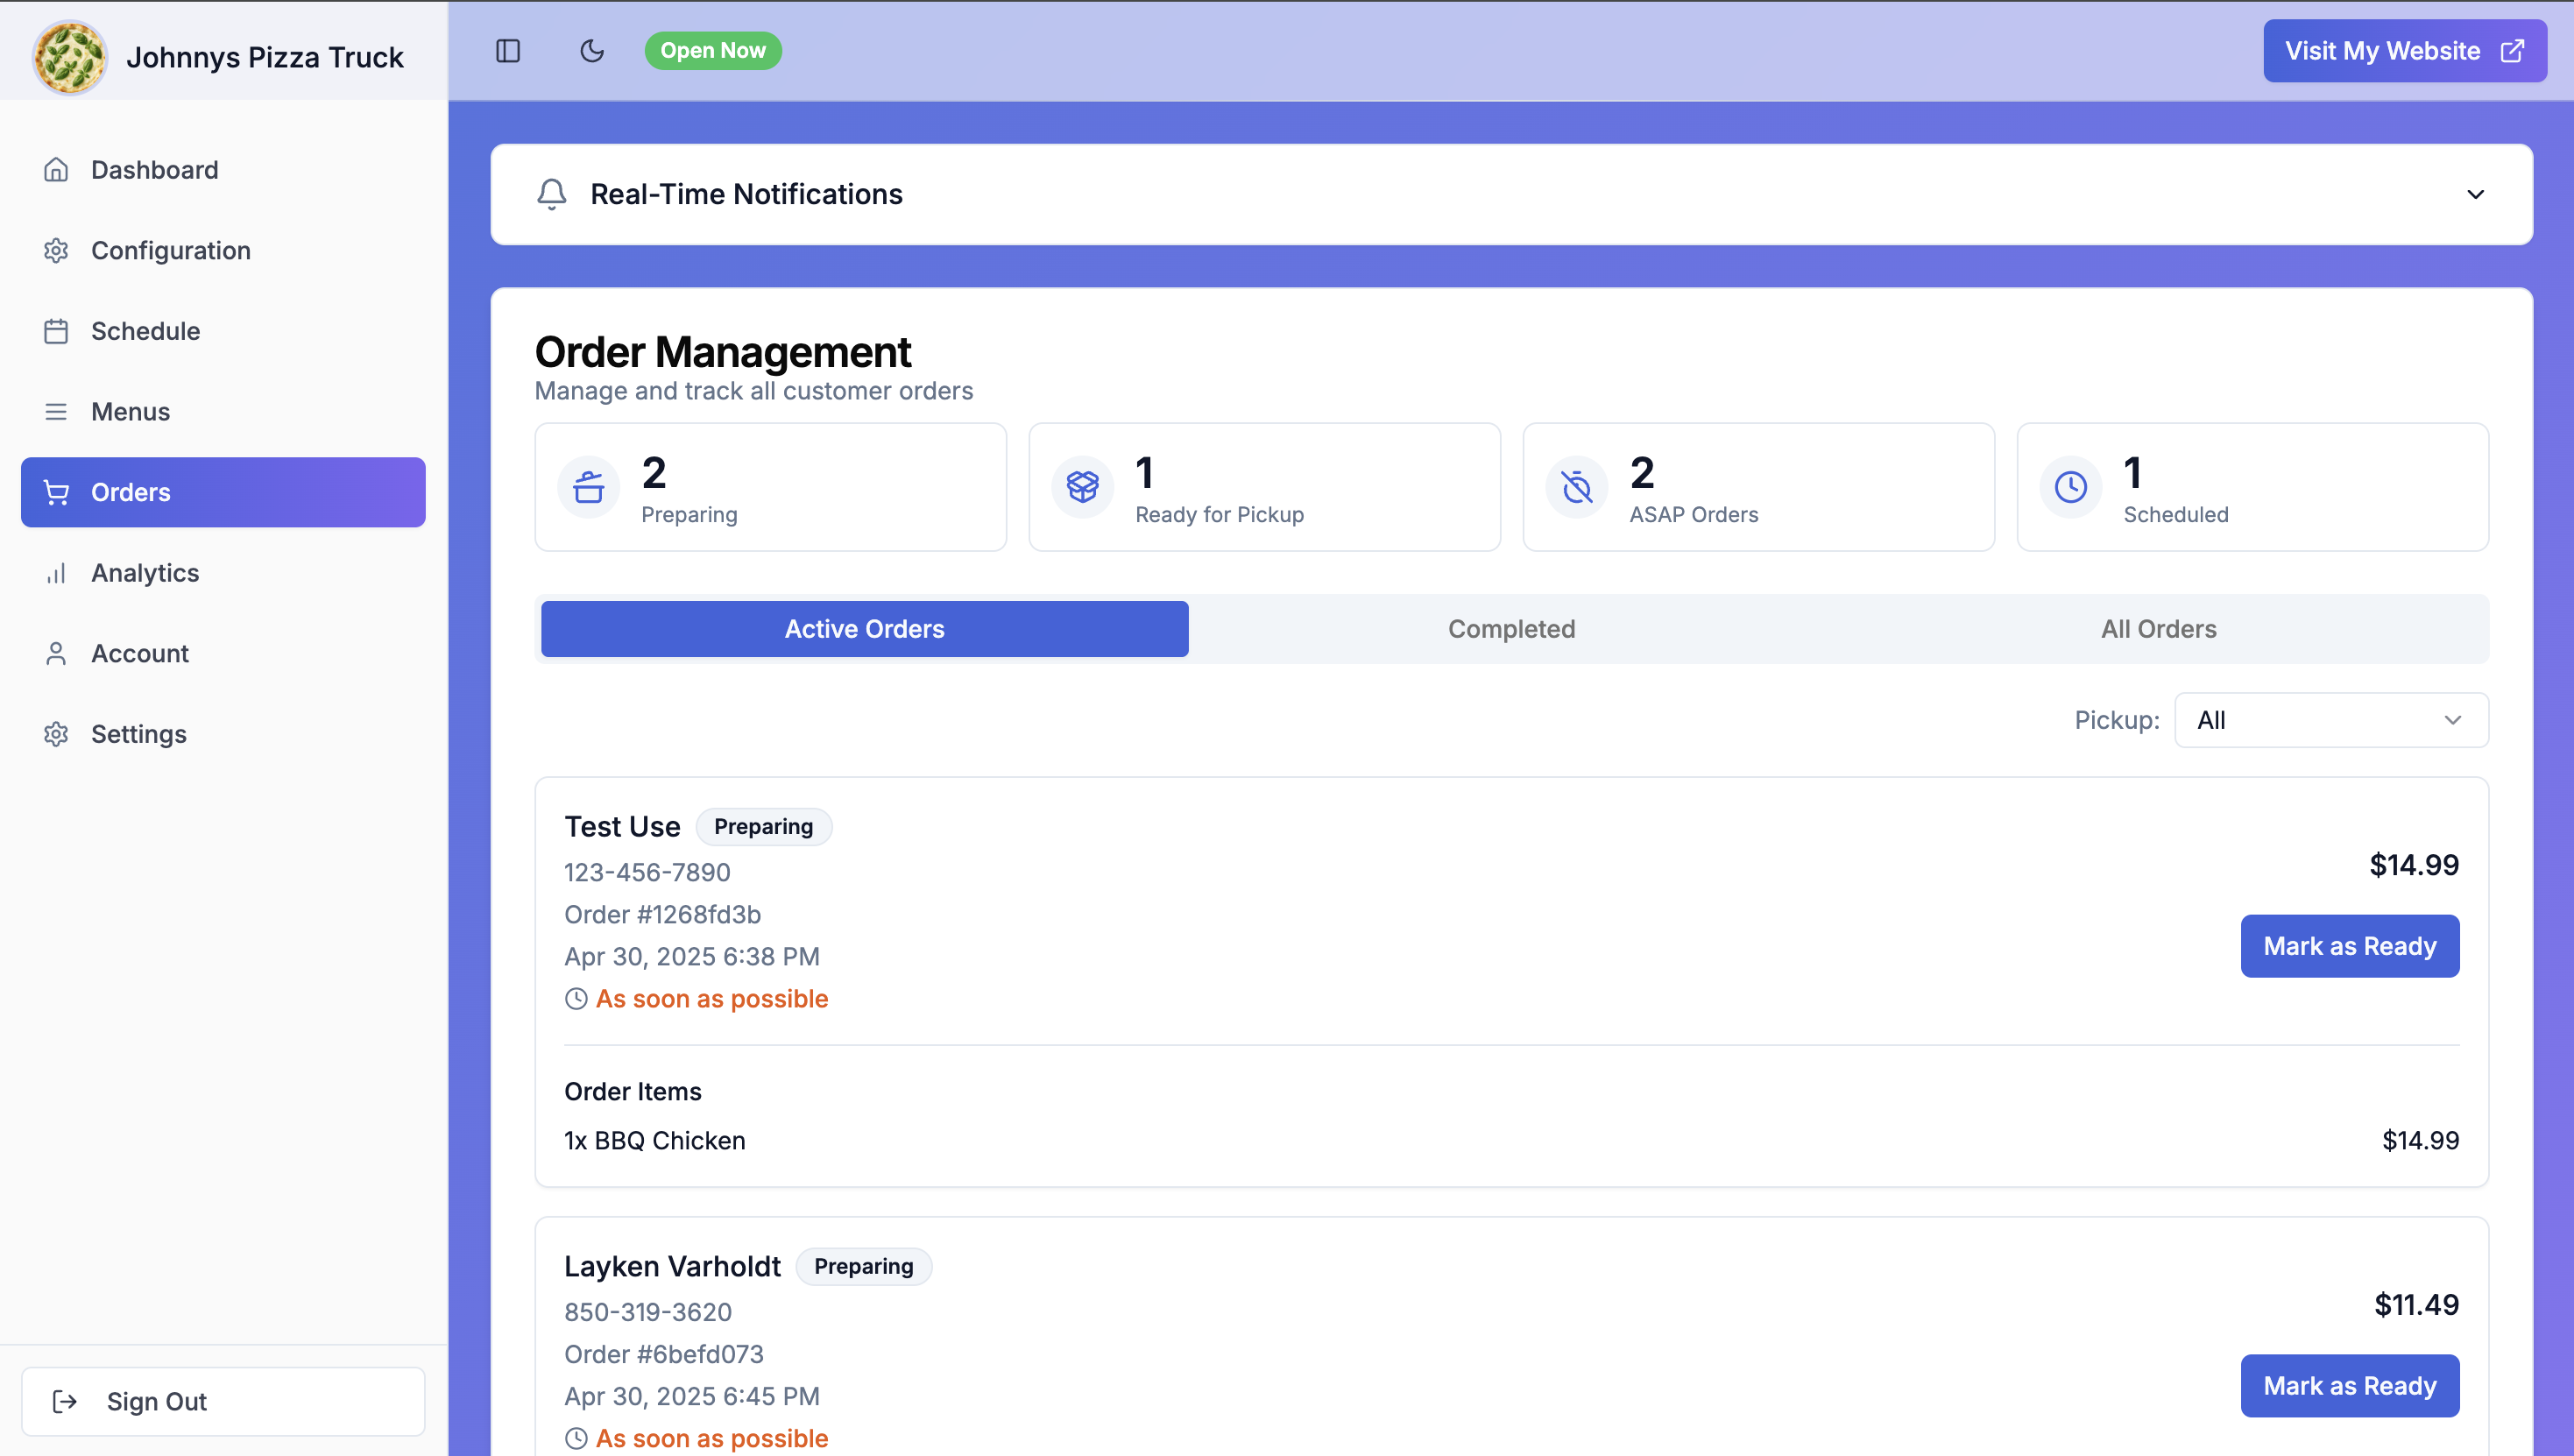 Johnnys Pizza Truck
Open Now
Visit My Website
Dashboard
Configuration
Schedule
Menus
Orders
Analytics
Account
Settings
Sign Out
Real-Time Notifications
Order Management
Manage and track all customer orders
2
Preparing
1
Ready for Pickup
2
ASAP Orders
1
Scheduled
Active Orders
Completed
All Orders
Pickup:
All
Test Use
Preparing
123-456-7890
Order #1268fd3b
Apr 30, 2025 6:38 PM
As soon as possible
$14.99
Mark as Ready
Order Items
1x BBQ Chicken
$14.99
Layken Varholdt
Preparing
850-319-3620
Order #6befd073
Apr 30, 2025 6:45 PM
As soon as possible
$11.49
Mark as Ready